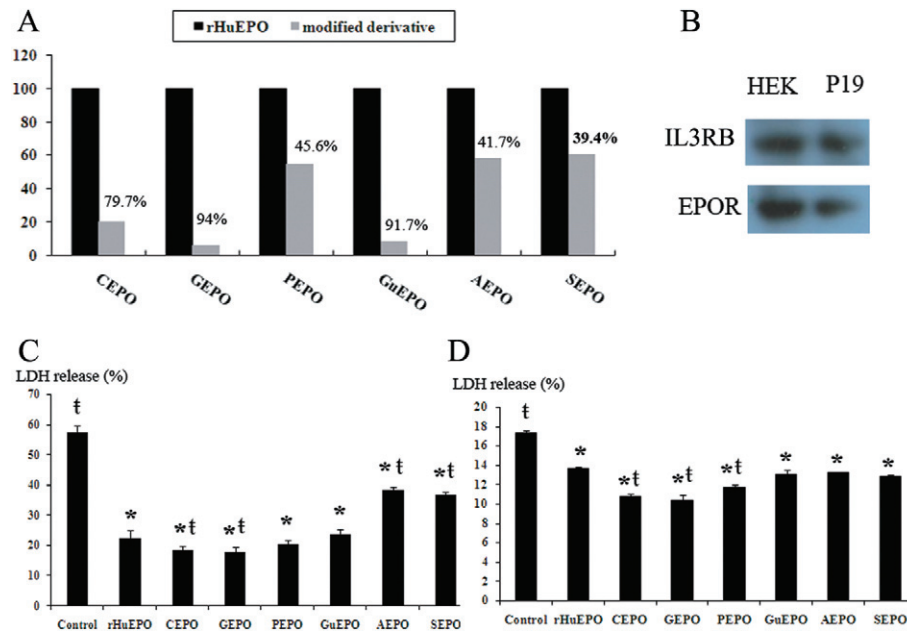 A
rHuEPO modified derivative
120
100
80
60
40
20
0
79.7%
94%
45.6%
91.7%
41.7%
39.4%
CEPO
GEPO
PEPO
GuEPO
AEPO
SEPO
B
HEK P19
IL3RB
EPOR
C
LDH release (%)
70
60
50
40
30
20
10
0
ŧ
*
*ŧ
*ŧ
*
*
*ŧ
*ŧ
Control rHuEPO CEPO GEPO PEPO GuEPO AEPO SEPO
D
LDH release (%)
20
18
16
14
12
10
8
6
4
2
0
ŧ
*
*ŧ
*ŧ
*ŧ
*
*
*
Control rHuEPO CEPO GEPO PEPO GuEPO AEPO SEPO